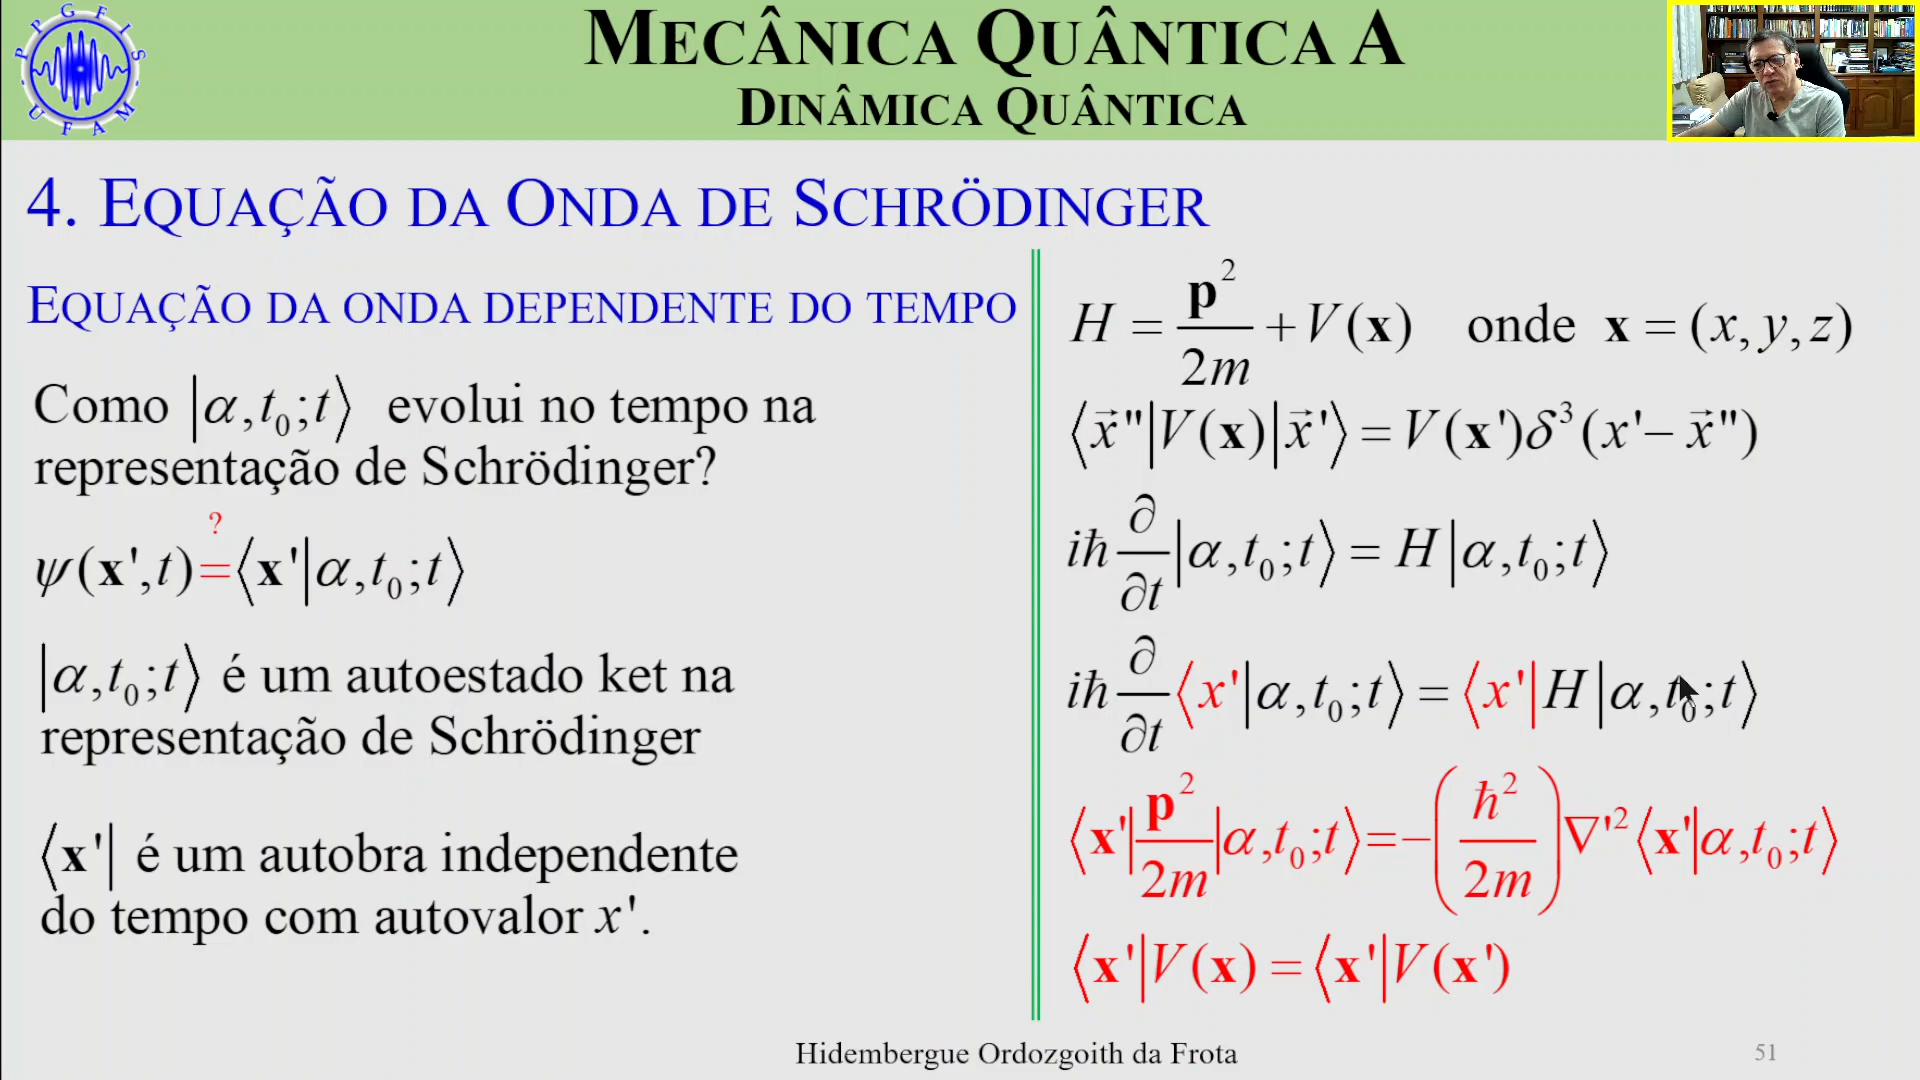 PPGFIS
UFAM
MECÂNICA QUÂNTICA A
DINÂMICA QUÂNTICA
4. EQUAÇÃO DA ONDA DE SCHRÖDINGER
EQUAÇÃO DA ONDA DEPENDENTE DO TEMPO
Como |α,t₀;t⟩ evolui no tempo na
representação de Schrödinger?
?
ψ(x',t)=⟨x'|α,t₀;t⟩
|α,t₀;t⟩ é um autoestado ket na
representação de Schrödinger
⟨x'| é um autobra independente
do tempo com autovalor x'.
H = p²/2m + V(x) onde x = (x, y, z)
⟨x⃗"|V(x)|x⃗'⟩ = V(x')δ³(x'− x⃗")
iħ ∂/∂t |α,t₀;t⟩ = H|α,t₀;t⟩
iħ ∂/∂t ⟨x'|α,t₀;t⟩ = ⟨x'|H|α,t₀;t⟩
⟨x'|p²/2m|α,t₀;t⟩=−(ħ²/2m)∇'²⟨x'|α,t₀;t⟩
⟨x'|V(x) = ⟨x'|V(x')
Hidembergue Ordozgoith da Frota
51